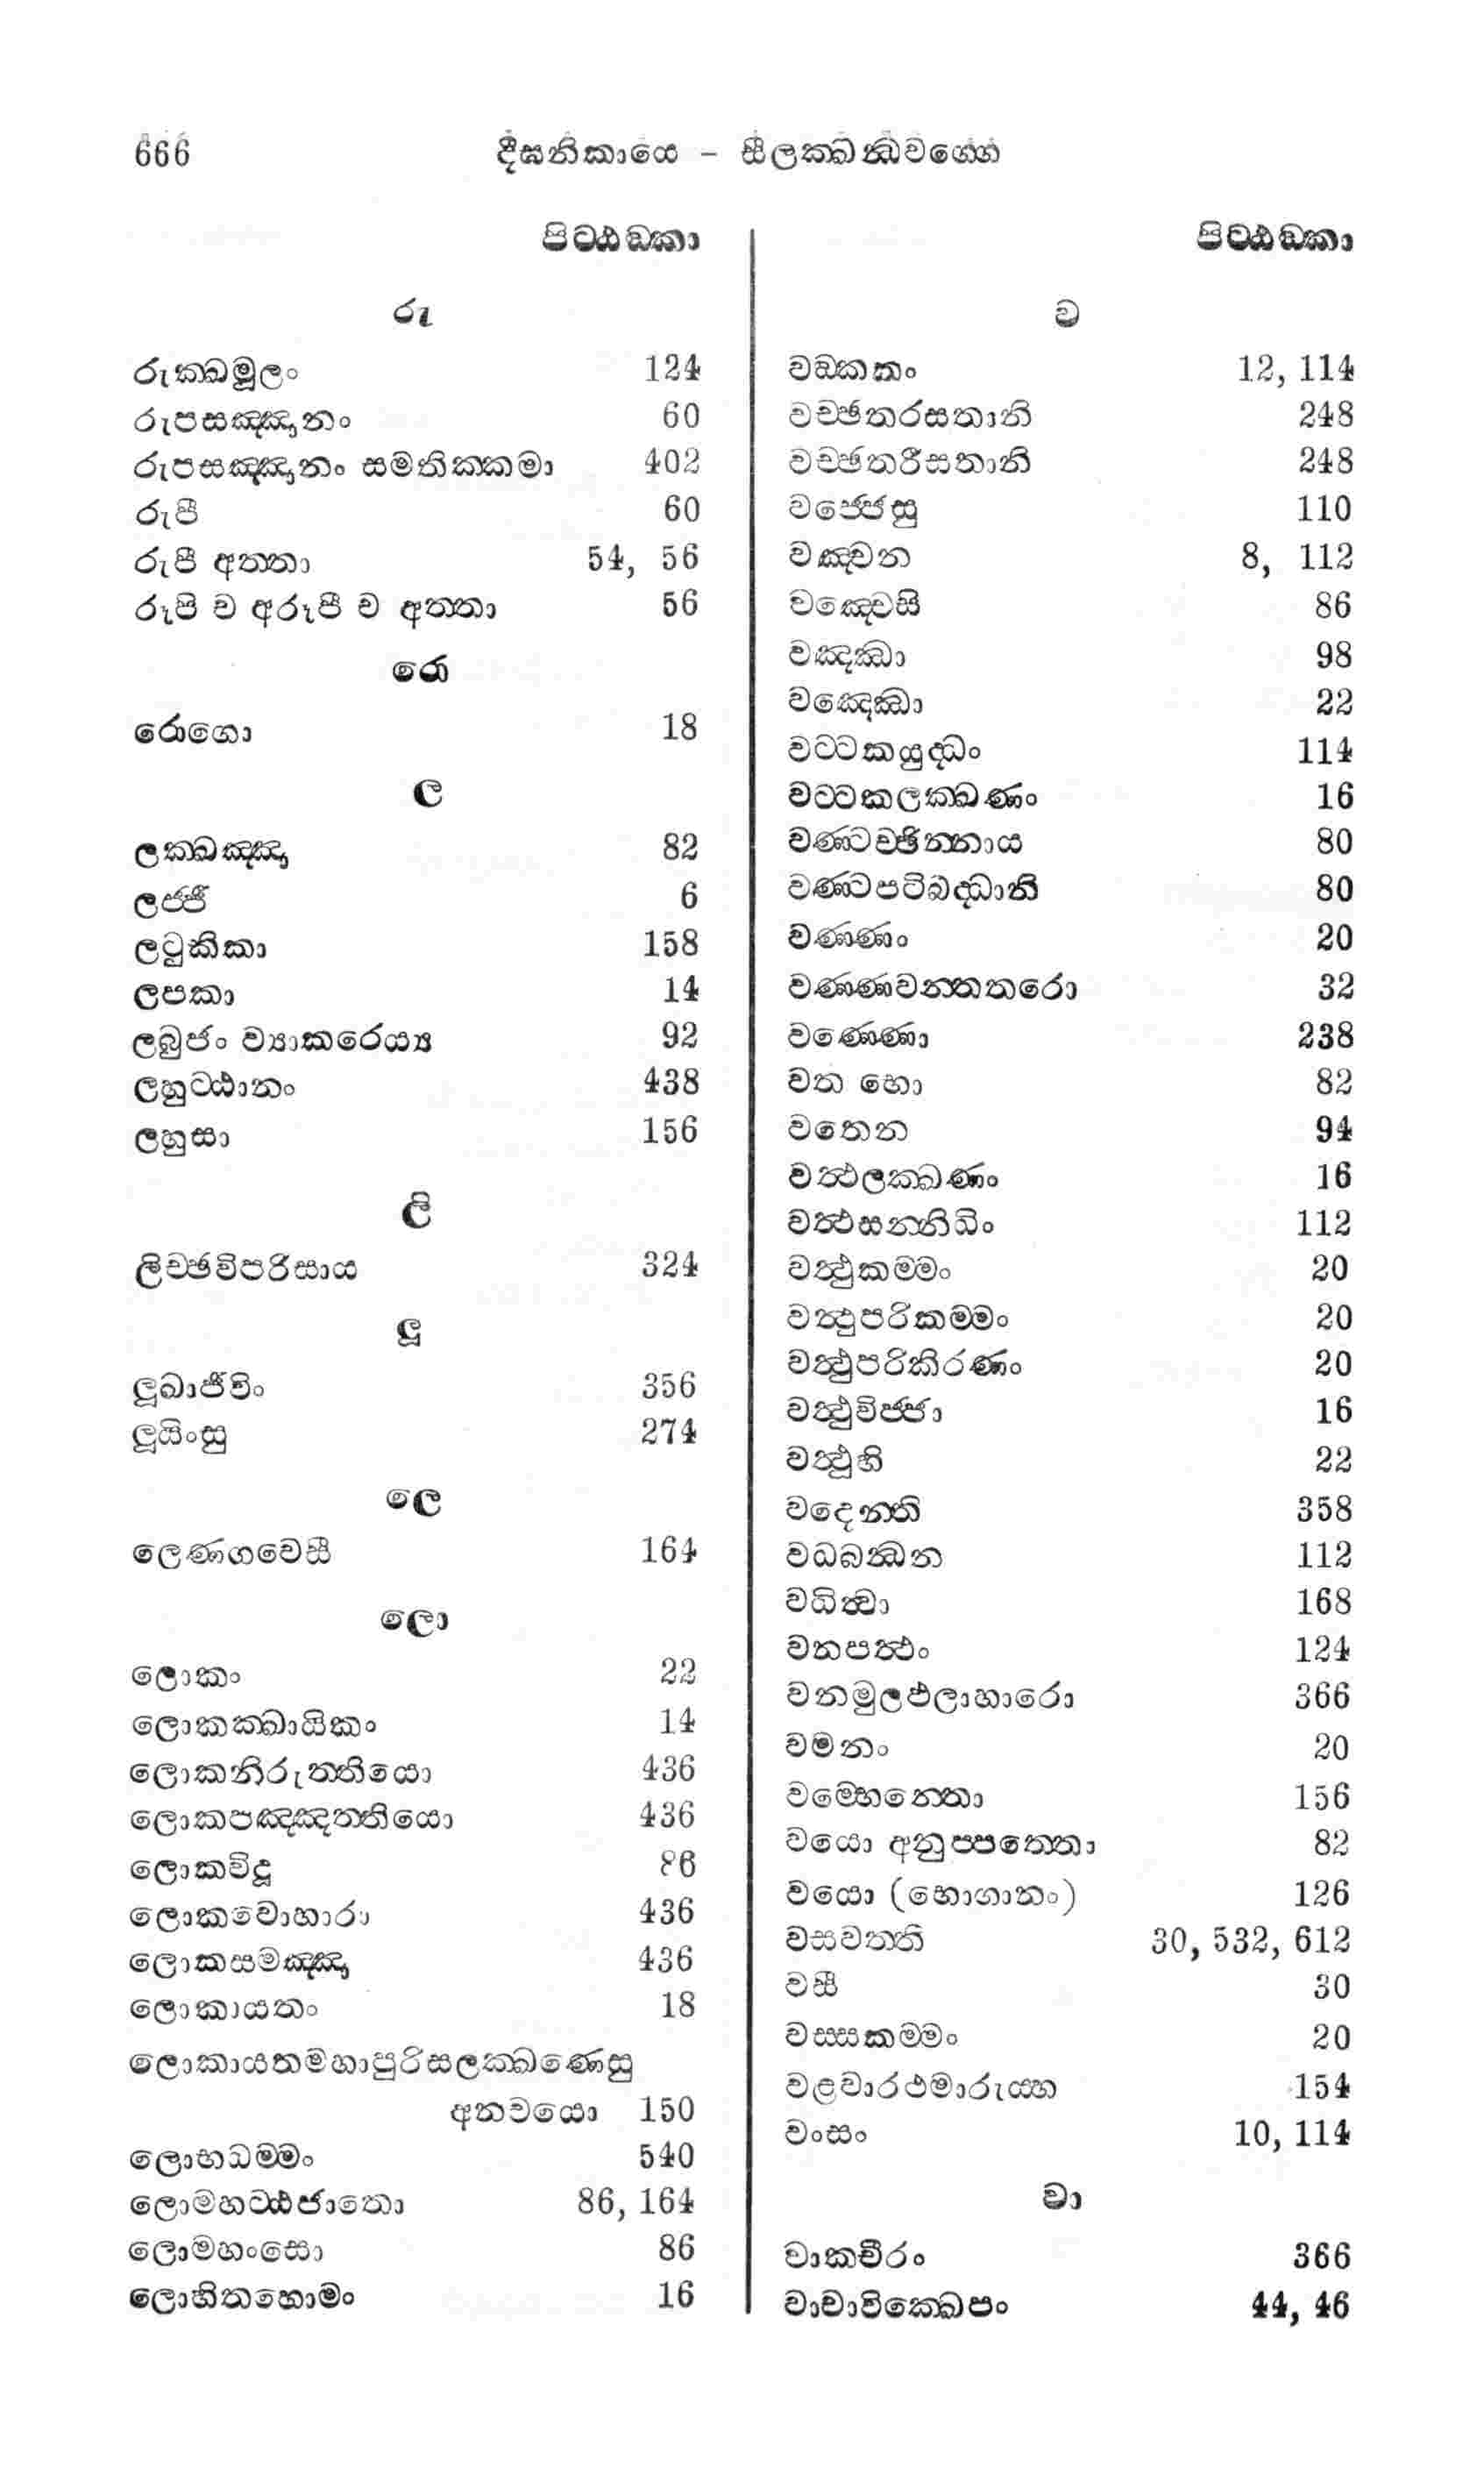 666 දීඝනිකායෙ – සීලක්ඛන්ධවග්ගෙ
පිට්ඨඞ්කා
රු
රුක්ඛමූලං 124
රූපසඤ්ඤානං 60
රූපසඤ්ඤානං සමතික්කමා 402
රූපී 60
රූපී අත්තා 54, 56
රූපි ච අරූපී ච අත්තා 56
රො
රොගො 18
ල
ලක්ඛඤ්ඤා 82
ලජ්ජී 6
ලටුකිකා 158
ලපකා 14
ලබුජං ව්‍යාකරෙය්‍ය 92
ලහුට්ඨානං 438
ලහුසා 156
ලි
ලිච්ඡවිපරිසාය 324
ලූ
ලූඛාජීවිං 356
ලූයිංසු 274
ලෙ
ලෙණගවෙසී 164
ලො
ලොකං 22
ලොකක්ඛායිකං 14
ලොකනිරුත්තියො 436
ලොකපඤ්ඤත්තියො 436
ලොකවිදූ 86
ලොකවොහාරා 436
ලොකසමඤ්ඤා 436
ලොකායතං 18
ලොකායතමහාපුරිසලක්ඛණෙසු
අනවයො 150
ලොභධම්මං 540
ලොමහට්ඨජාතො 86, 164
ලොමහංසො 86
ලොහිතහොමං 16
පිට්ඨඞ්කා
ව
වඞ්කකං 12, 114
වච්ඡතරසතානි 248
වච්ඡතරීසතානි 248
වජ්ජෙසු 110
වඤ්චන 8, 112
වඤ්චෙසි 86
වඤ්ඣා 98
වඤ්ඣො 22
වට්ටකයුද්ධං 114
වට්ටකලක්ඛණං 16
වණ්ටච්ඡින්නාය 80
වණ්ටපටිබද්ධානි 80
වණ්ණං 20
වණ්ණවන්තතරො 32
වණ්ණො 238
වත භො 82
වතෙන 94
වත්ථලක්ඛණං 16
වත්ථසන්නිධිං 112
වත්ථුකම්මං 20
වත්ථුපරිකම්මං 20
වත්ථුපරිකිරණං 20
වත්ථුවිජ්ජා 16
වත්ථූහි 22
වදෙන්ති 358
වධබන්ධන 112
වධිත්වා 168
වනපත්ථං 124
වනමුලඵලාහාරො 366
වමනං 20
වම්භෙන්තො 156
වයො අනුප්පත්තො 82
වයො (භොගානං) 126
වසවත්තී 30, 532, 612
වසී 30
වස්සකම්මං 20
වළවාරථමාරුය්හ 154
වංසං 10, 114
වා
වාකචීරං 366
වාචාවික්ඛෙපං 44, 46